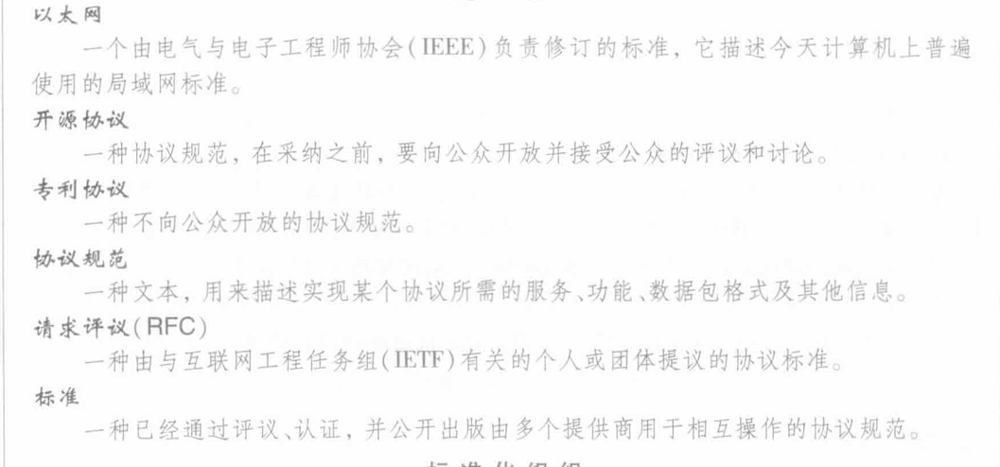 以太网
一个由电气与电子工程师协会(IEEE)负责修订的标准，它描述今天计算机上普遍
使用的局域网标准。
开源协议
一种协议规范，在采纳之前，要向公众开放并接受公众的评议和讨论。
专利协议
一种不向公众开放的协议规范。
协议规范
一种文本，用来描述实现某个协议所需的服务、功能、数据包格式及其他信息。
请求评议(RFC)
一种由与互联网工程任务组(IETF)有关的个人或团体提议的协议标准。
标准
一种已经通过评议、认证，并公开出版由多个提供商用于相互操作的协议规范。